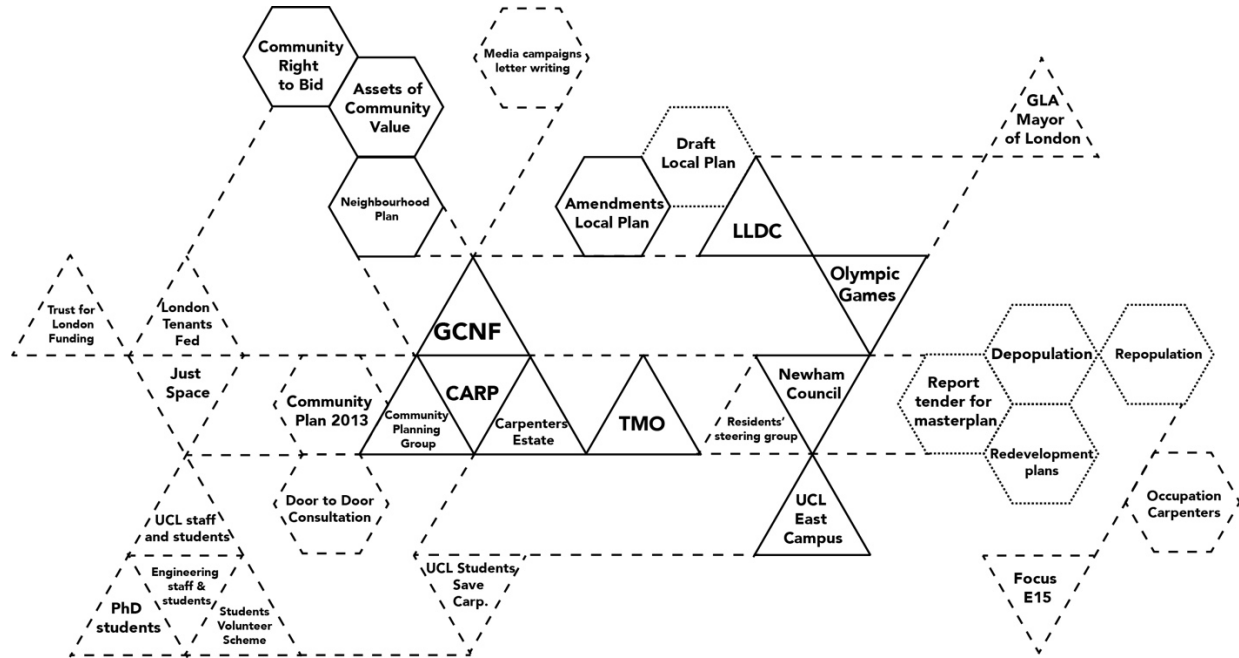 Community
Right
to Bid
Media campaigns
letter writing
Assets of
Community
Value
GLA
Mayor
of London
Draft
Local Plan
Neighbourhood
Plan
Amendments
Local Plan
LLDC
Olympic
Games
Trust for
London
Funding
London
Tenants
Fed
GCNF
Depopulation
Repopulation
Just
Space
Community
Plan 2013
Community
Planning
Group
CARP
Carpenters
Estate
TMO
Residents'
steering group
Newham
Council
Report
tender for
masterplan
Redevelopment
plans
Door to Door
Consultation
UCL
East
Campus
Occupation
Carpenters
UCL staff
and students
Engineering
staff &
students
PhD
students
Students
Volunteer
Scheme
UCL Students
Save
Carp.
Focus
E15